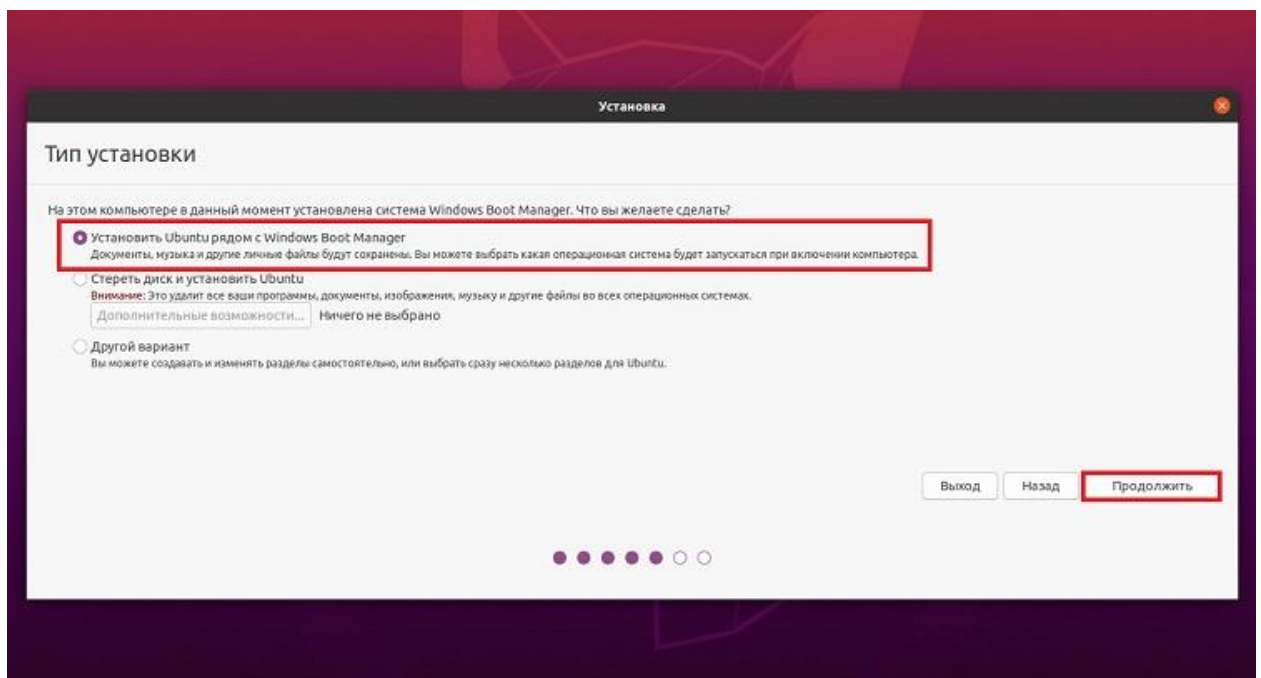 Установка
Тип установки
На этом компьютере в данный момент установлена система Windows Boot Manager. Что вы желаете сделать?
Установить Ubuntu рядом с Windows Boot Manager
Документы, музыка и другие личные файлы будут сохранены. Вы можете выбрать какая операционная система будет запускаться при включении компьютера.
Стереть диск и установить Ubuntu
Внимание: Это удалит все ваши программы, документы, изображения, музыку и другие файлы во всех операционных системах.
Дополнительные возможности... Ничего не выбрано
Другой вариант
Вы можете создавать и изменять разделы самостоятельно, или выбрать сразу несколько разделов для Ubuntu.
Выход Назад Продолжить